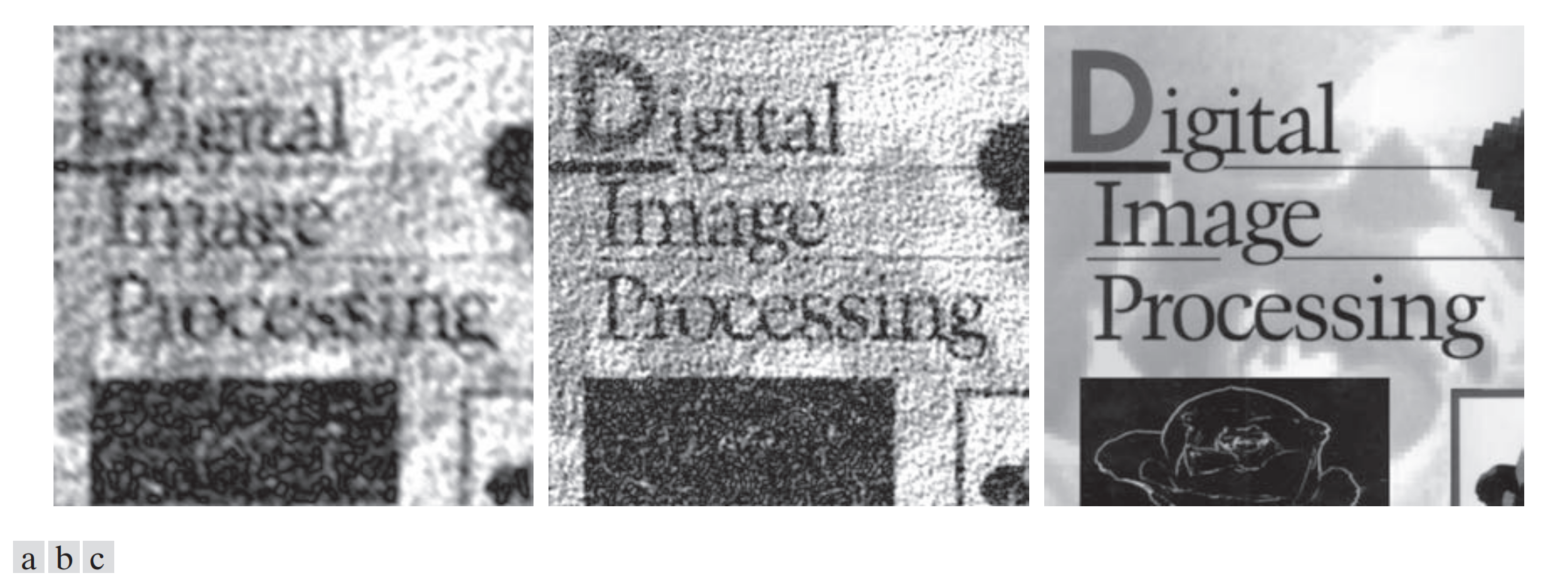 Digital
Image
Processing
Digital
Image
Processing
Digital
Image
Processing
a b c